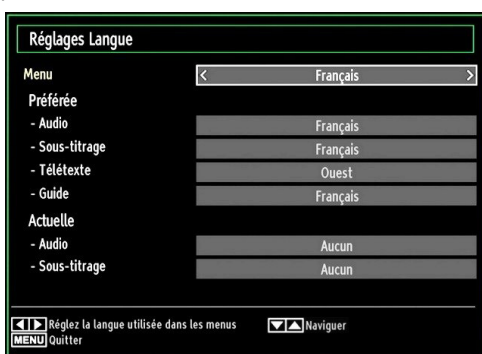 Réglages Langue
Menu < Français >
Préférée
- Audio Français
- Sous-titrage Français
- Télétexte Ouest
- Guide Français
Actuelle
- Audio Aucun
- Sous-titrage Aucun
Réglez la langue utilisée dans les menus Naviguer
MENU Quitter